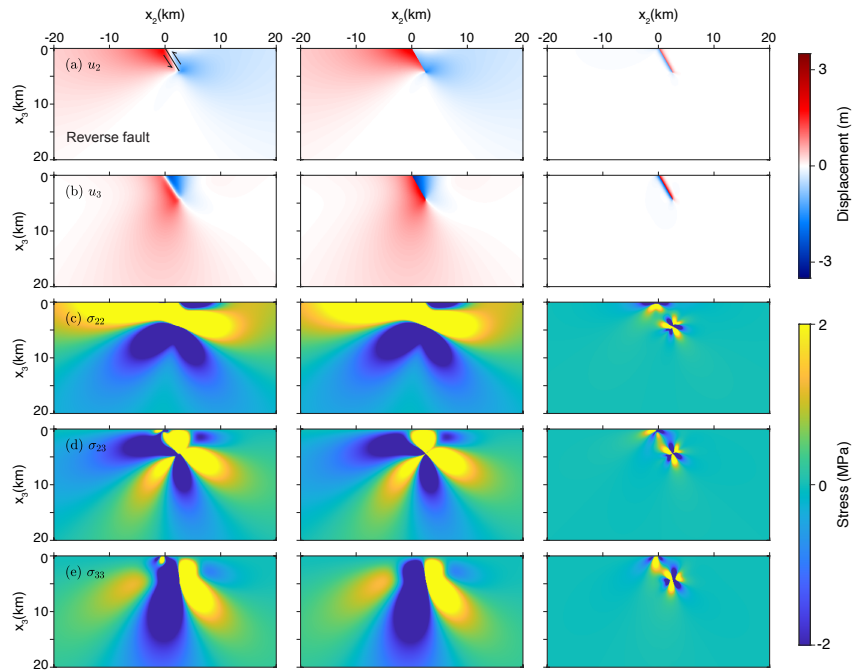 x2(km) x2(km) x2(km)
-20 -10 0 10 20 -20 -10 0 10 20 -20 -10 0 10 20
0
(a) u2
x3(km)
10
Reverse fault
20
0
(b) u3
x3(km)
10
20
0
(c) σ22
x3(km)
10
20
0
(d) σ23
x3(km)
10
20
0
(e) σ33
x3(km)
10
20
3
0
-3
Displacement (m)
2
0
-2
Stress (MPa)